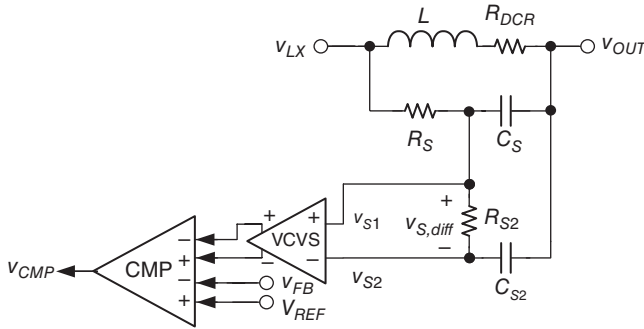 L
R_DCR
v_LX
v_OUT
R_S
C_S
+
v_S1
+
v_S,diff
R_S2
−
v_S2
C_S2
+
VCVS
−
+
−
−
+
−
+
CMP
v_CMP
v_FB
V_REF